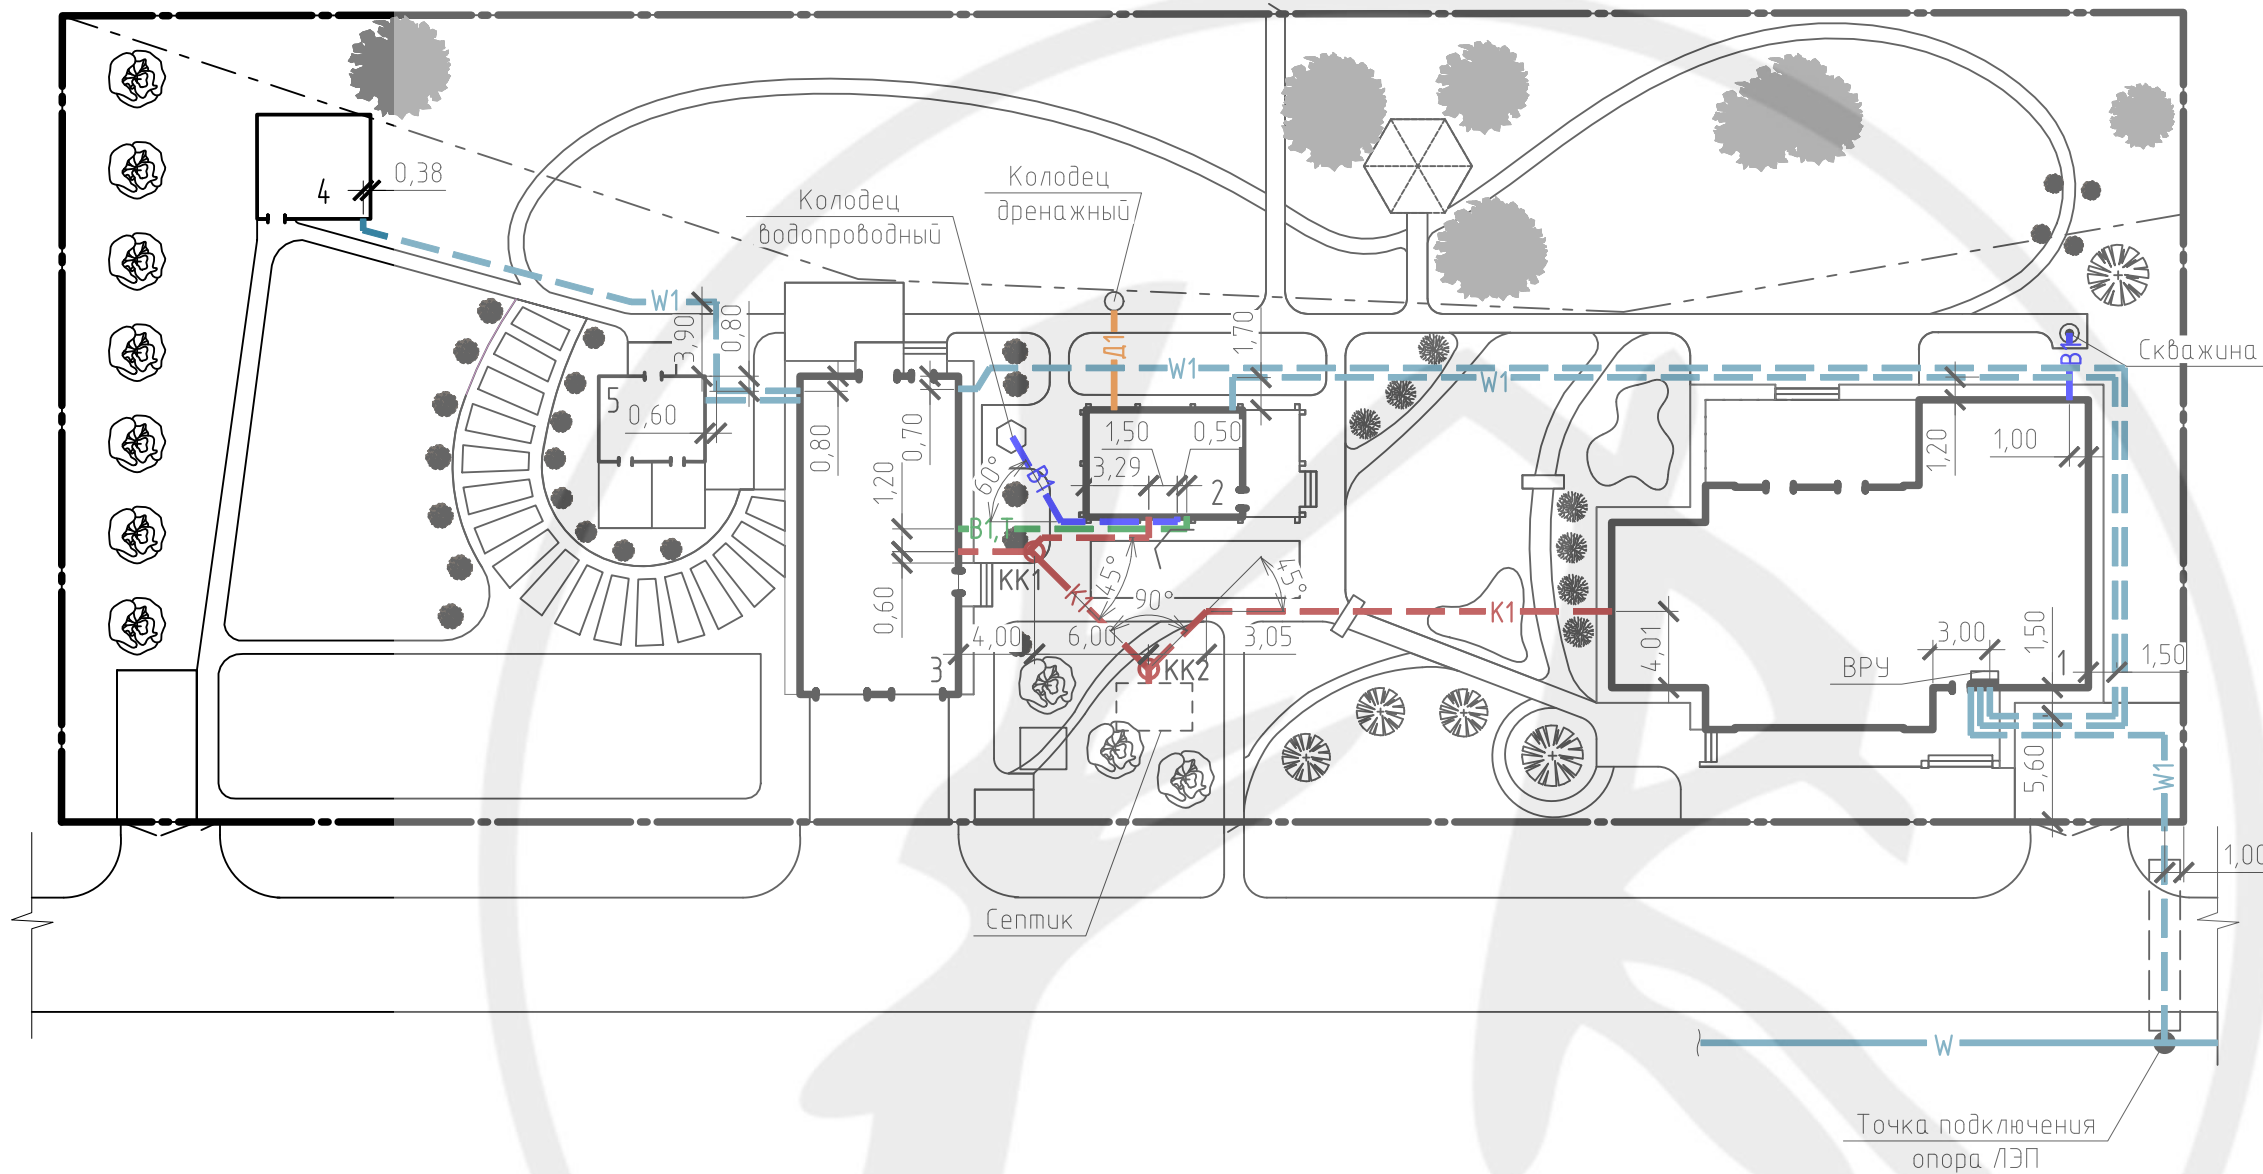 4
0,38
Колодец
водопроводный
Колодец
дренажный
W1
3,90
0,80
1,70
Д1
W1
W1
В1
Скважина
5
0,60
0,80
0,70
1,20
0,60
60°
В1
1,50
0,50
3,29
2
В1,Т
1,20
1,00
КК1
К1
45°
90°
45°
К1
4,00
6,00
3,05
3
КК2
4,01
ВРУ
3,00
1,50
1
1,50
5,60
W1
1,00
Септик
W
Точка подключения
опора ЛЭП